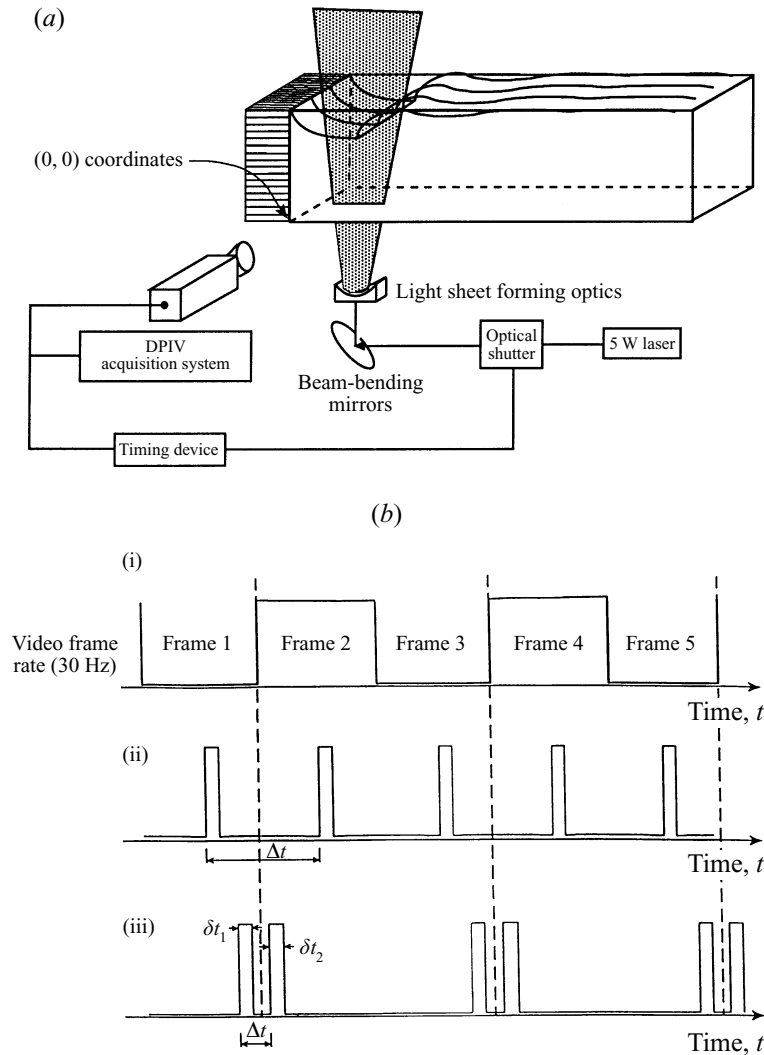 (a)
(0, 0) coordinates
Light sheet forming optics
DPIV
acquisition system
Optical
shutter
5 W laser
Beam-bending
mirrors
Timing device
(b)
(i)
Video frame
rate (30 Hz)
Frame 1
Frame 2
Frame 3
Frame 4
Frame 5
Time, t
(ii)
Δt
Time, t
(iii)
δt₁
δt₂
Δt
Time, t